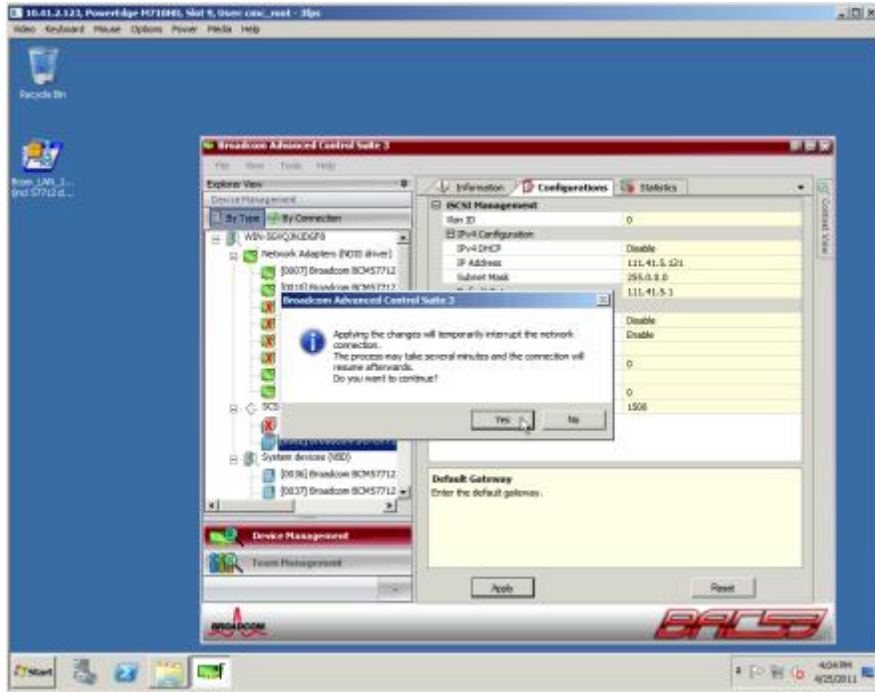 10.41.2.123, PowerEdge M710HD, Slot 9, User: cmc_root - 3fps
Video Keyboard Mouse Options Power Media Help
Recycle Bin
Broadcom Advanced Control Suite 3
File View Tools Help
Explorer View
Device Management
By Type By Connection
Network Adapters (NDIS driver)
[0007] Broadcom BCM57712
[0010] Broadcom BCM57712
System devices (VBD)
[0036] Broadcom BCM57712
[0037] Broadcom BCM57712
Device Management
Team Management
Information Configurations Statistics
Context View
iSCSI Management
Vlan ID 0
IPv4 Configuration
IPv4 DHCP Disable
IP Address 111.41.5.121
Subnet Mask 255.0.0.0
111.41.5.1
Disable
Enable
0
0
1500
Broadcom Advanced Control Suite 3
Applying the changes will temporarily interrupt the network
connection.
The process may take several minutes and the connection will
resume afterwards.
Do you want to continue?
Yes No
Default Gateway
Enter the default gateway.
Apply Reset
BROADCOM
BACS3
Start
4:04 PM
4/25/2011